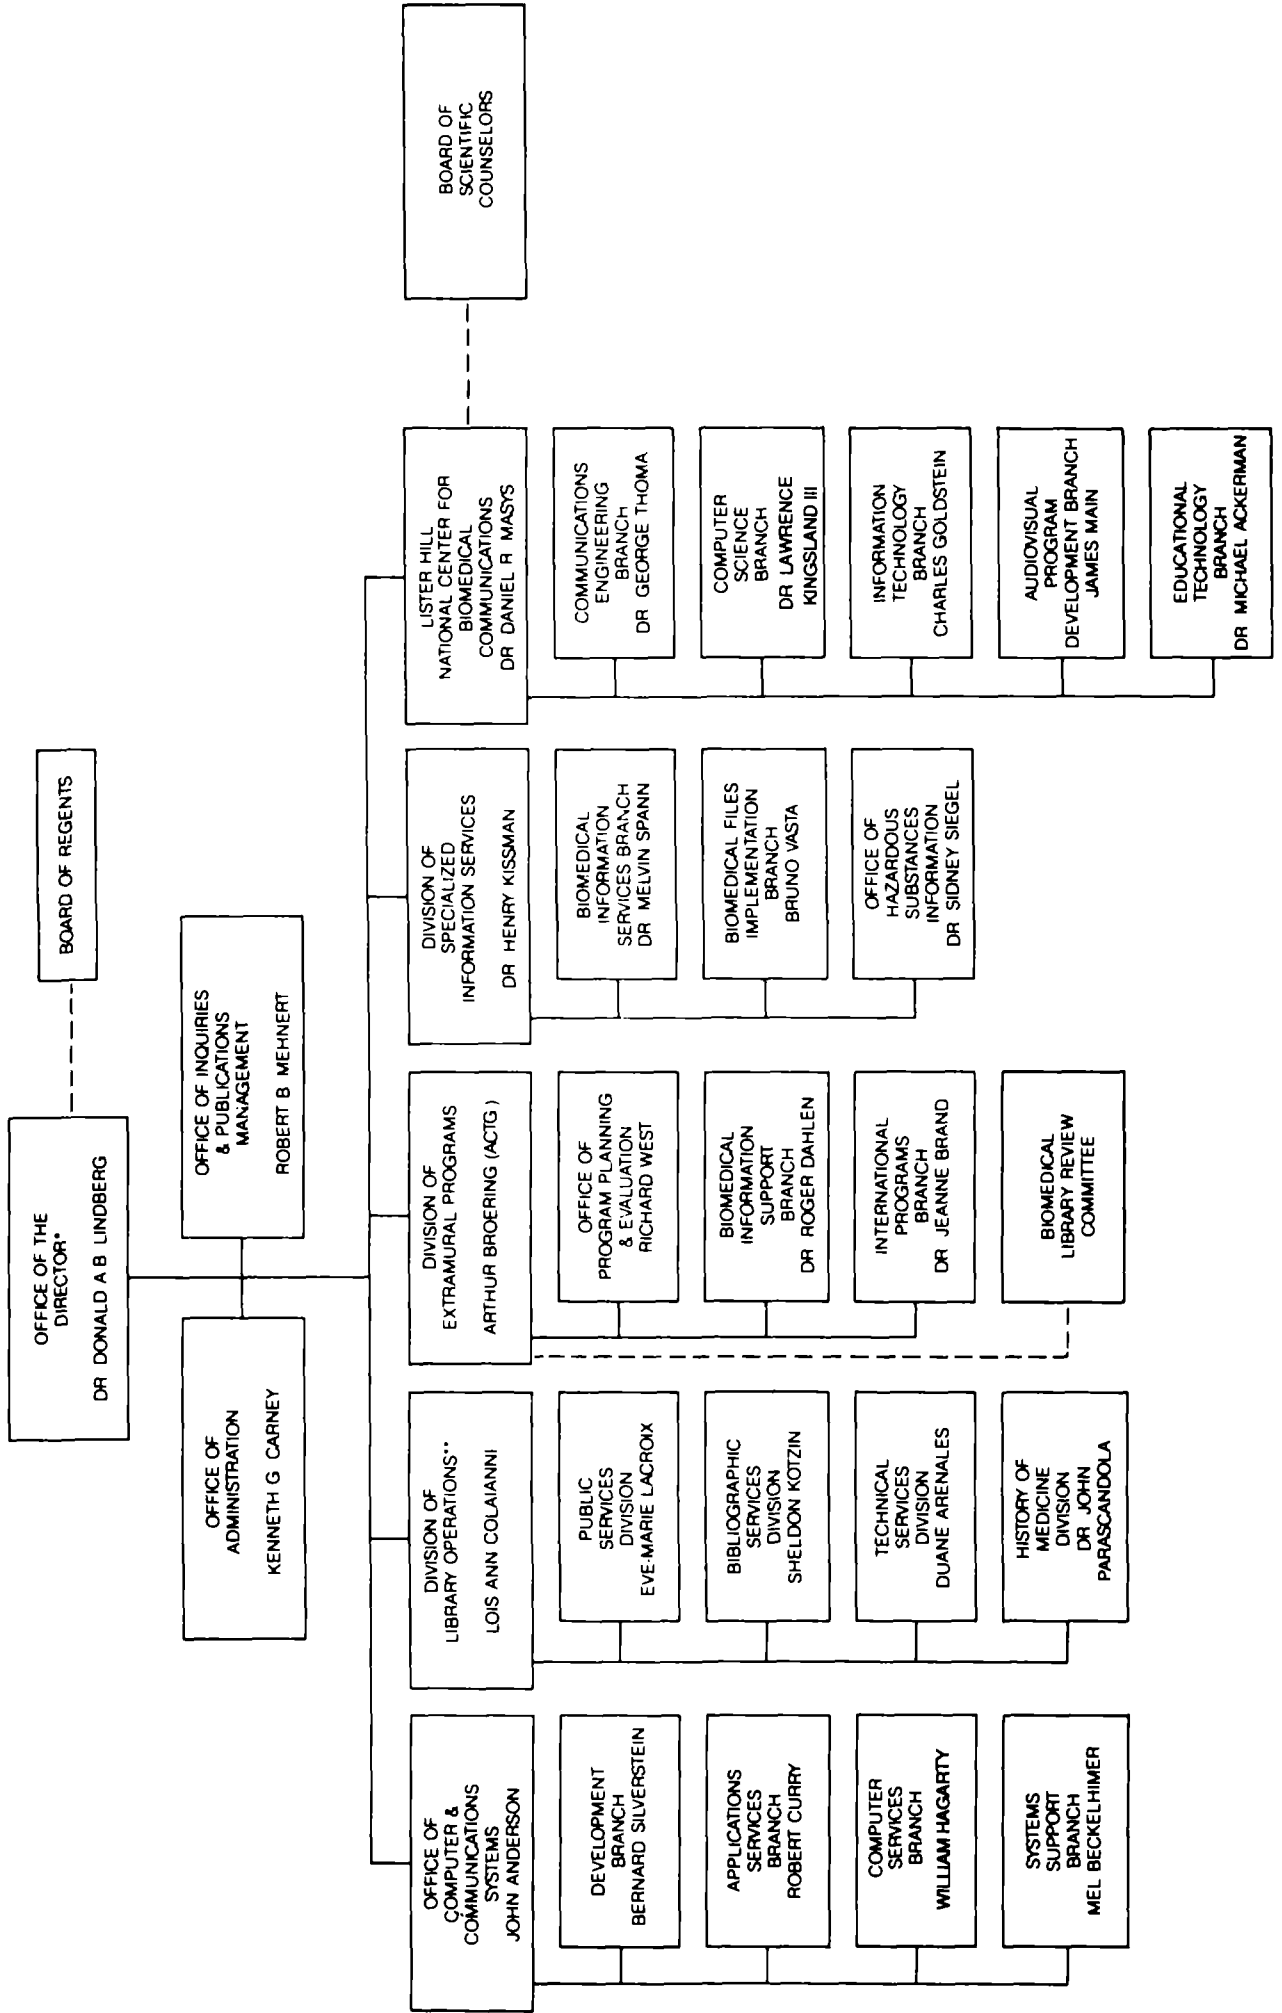 OFFICE OF THE
DIRECTOR*
DR DONALD A B LINDBERG
BOARD OF REGENTS
OFFICE OF
ADMINISTRATION
KENNETH G CARNEY
OFFICE OF INQUIRIES
& PUBLICATIONS
MANAGEMENT
ROBERT B MEHNERT
OFFICE OF
COMPUTER &
COMMUNICATIONS
SYSTEMS
JOHN ANDERSON
DEVELOPMENT
BRANCH
BERNARD SILVERSTEIN
APPLICATIONS
SERVICES
BRANCH
ROBERT CURRY
COMPUTER
SERVICES
BRANCH
WILLIAM HAGARTY
SYSTEMS
SUPPORT
BRANCH
MEL BECKELHIMER
DIVISION OF
LIBRARY OPERATIONS**
LOIS ANN COLAIANNI
PUBLIC
SERVICES
DIVISION
EVE-MARIE LACROIX
BIBLIOGRAPHIC
SERVICES
DIVISION
SHELDON KOTZIN
TECHNICAL
SERVICES
DIVISION
DUANE ARENALES
HISTORY OF
MEDICINE
DIVISION
DR JOHN
PARASCANDOLA
DIVISION OF
EXTRAMURAL PROGRAMS
ARTHUR BROERING (ACTG )
OFFICE OF
PROGRAM PLANNING
& EVALUATION
RICHARD WEST
BIOMEDICAL
INFORMATION
SUPPORT
BRANCH
DR ROGER DAHLEN
INTERNATIONAL
PROGRAMS
BRANCH
DR JEANNE BRAND
BIOMEDICAL
LIBRARY REVIEW
COMMITTEE
DIVISION OF
SPECIALIZED
INFORMATION SERVICES
DR HENRY KISSMAN
BIOMEDICAL
INFORMATION
SERVICES BRANCH
DR MELVIN SPANN
BIOMEDICAL FILES
IMPLEMENTATION
BRANCH
BRUNO VASTA
OFFICE OF
HAZARDOUS
SUBSTANCES
INFORMATION
DR SIDNEY SIEGEL
LISTER HILL
NATIONAL CENTER FOR
BIOMEDICAL
COMMUNICATIONS
DR DANIEL R MASYS
COMMUNICATIONS
ENGINEERING
BRANCH
DR GEORGE THOMA
COMPUTER
SCIENCE
BRANCH
DR LAWRENCE
KINGSLAND III
INFORMATION
TECHNOLOGY
BRANCH
CHARLES GOLDSTEIN
AUDIOVISUAL
PROGRAM
DEVELOPMENT BRANCH
JAMES MAIN
EDUCATIONAL
TECHNOLOGY
BRANCH
DR MICHAEL ACKERMAN
BOARD OF
SCIENTIFIC
COUNSELORS